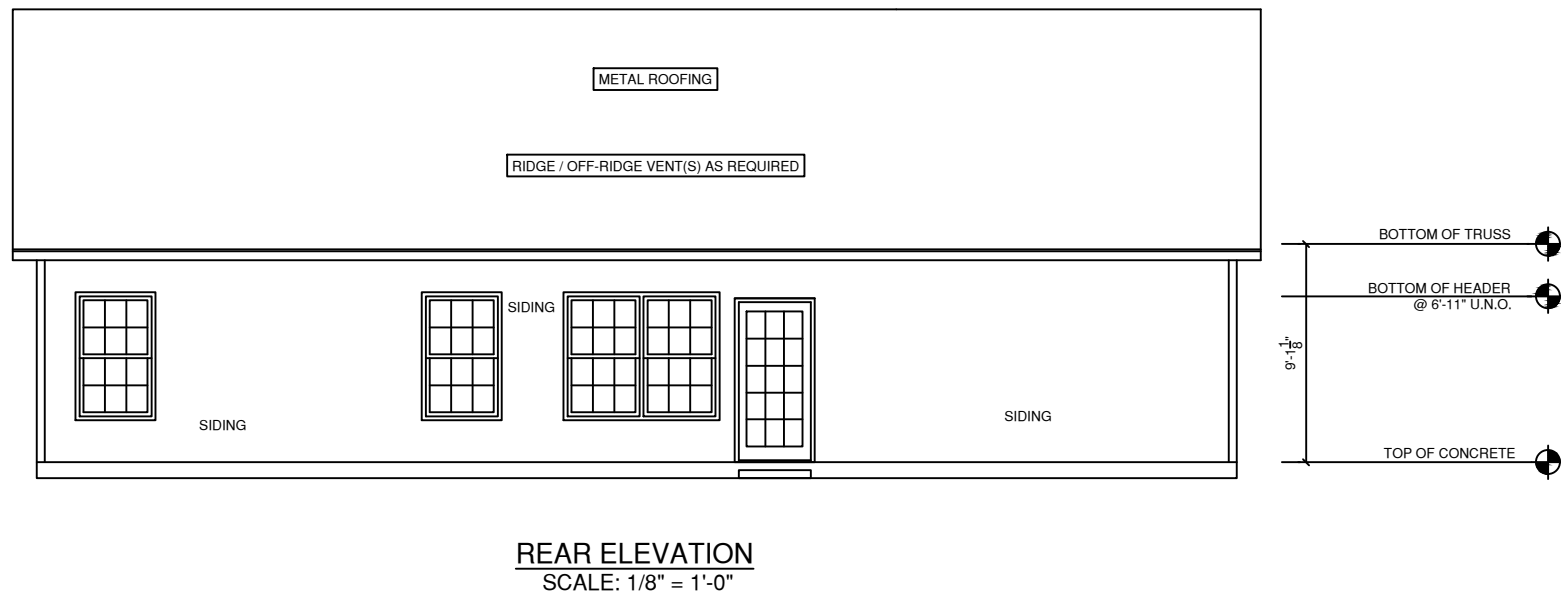 METAL ROOFING
RIDGE / OFF-RIDGE VENT(S) AS REQUIRED
BOTTOM OF TRUSS
BOTTOM OF HEADER
@ 6'-11" U.N.O.
SIDING
9'-1 1/8"
SIDING
SIDING
TOP OF CONCRETE
REAR ELEVATION
SCALE: 1/8" = 1'-0"